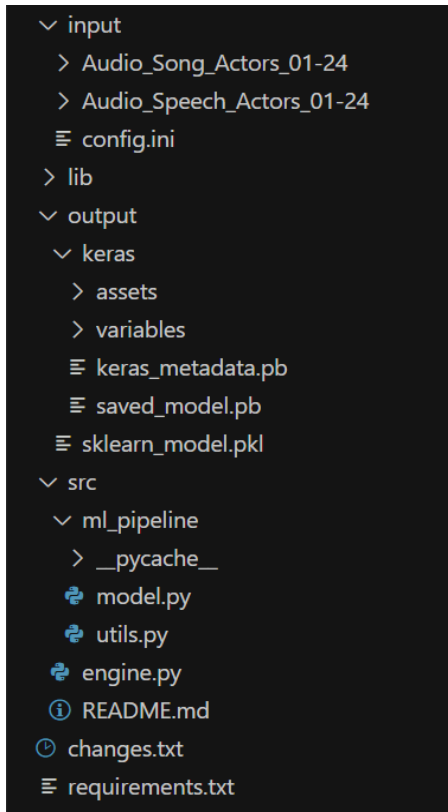 input
Audio_Song_Actors_01-24
Audio_Speech_Actors_01-24
config.ini
lib
output
keras
assets
variables
keras_metadata.pb
saved_model.pb
sklearn_model.pkl
src
ml_pipeline
__pycache__
model.py
utils.py
engine.py
README.md
changes.txt
requirements.txt